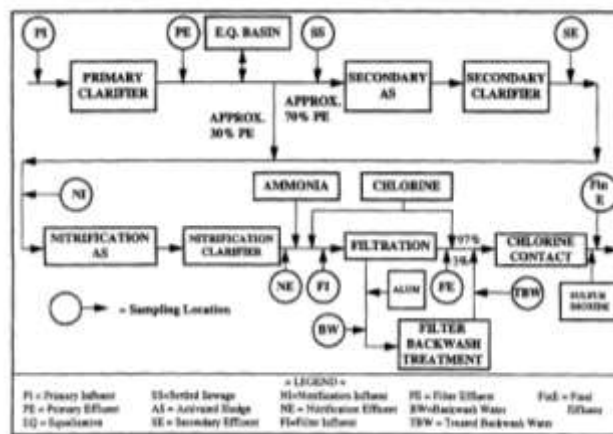 PI
PE
E.Q. BASIN
SS
SE
PRIMARY
CLARIFIER
SECONDARY
AS
SECONDARY
CLARIFIER
APPROX.
30% PE
APPROX.
70% PE
NI
AMMONIA
CHLORINE
Fin
E
NITRIFICATION
AS
NITRIFICATION
CLARIFIER
FILTRATION
97%
3%
CHLORINE
CONTACT
NE
FI
ALUM
FE
TBW
SULFUR
DIOXIDE
= Sampling Location
BW
FILTER
BACKWASH
TREATMENT
= LEGEND =
PI = Primary Influent
SS=Settled Sewage
NI=Nitrification Influent
FE = Filter Effluent
FinE = Final
Effluent
PE = Primary Effluent
AS = Activated Sludge
NE = Nitrification Effluent
BW=Backwash Water
EQ = Equalization
SE = Secondary Effluent
FI=Filter Influent
TBW = Treated Backwash Water